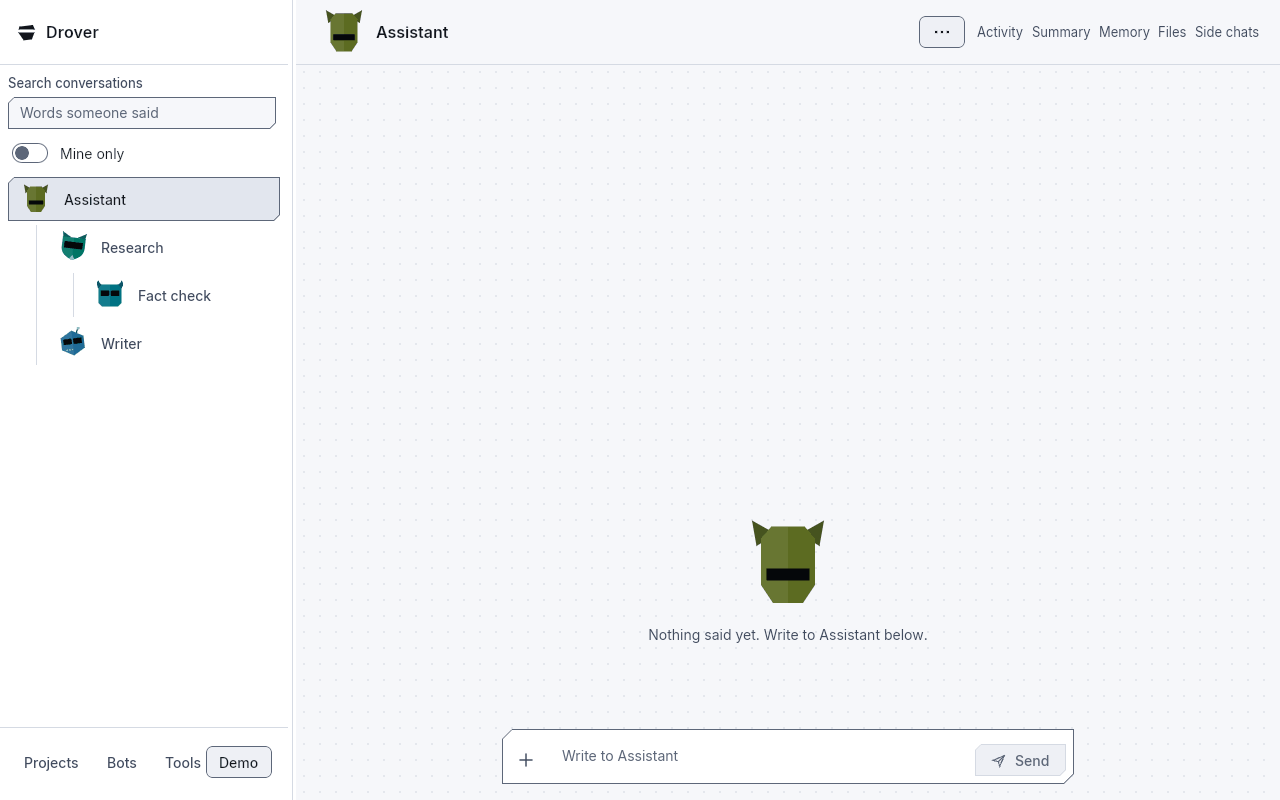 Drover
Search conversations
Words someone said
Mine only
Assistant
Research
Fact check
Writer
Projects Bots Tools Demo
Assistant
Activity Summary Memory Files Side chats
Nothing said yet. Write to Assistant below.
Write to Assistant
Send